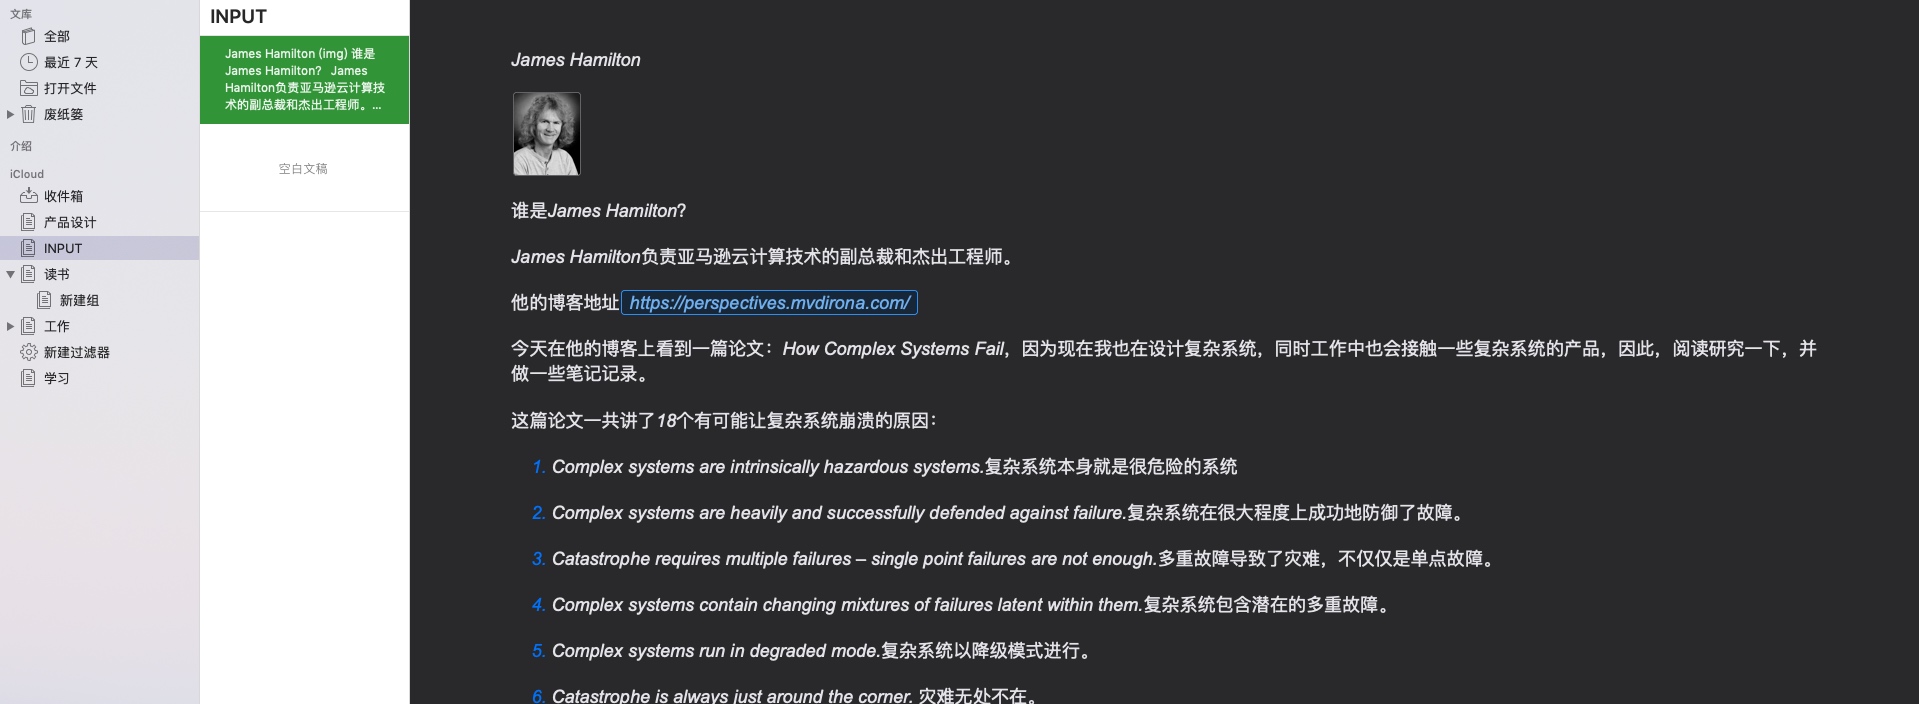 文库
全部
最近 7 天
打开文件
废纸篓
介绍
iCloud
收件箱
产品设计
INPUT
读书
新建组
工作
新建过滤器
学习
INPUT
James Hamilton (img) 谁是
James Hamilton? James
Hamilton负责亚马逊云计算技
术的副总裁和杰出工程师。...
空白文稿
James Hamilton
谁是James Hamilton?
James Hamilton负责亚马逊云计算技术的副总裁和杰出工程师。
他的博客地址 https://perspectives.mvdirona.com/
今天在他的博客上看到一篇论文：How Complex Systems Fail，因为现在我也在设计复杂系统，同时工作中也会接触一些复杂系统的产品，因此，阅读研究一下，并
做一些笔记记录。
这篇论文一共讲了18个有可能让复杂系统崩溃的原因：
1. Complex systems are intrinsically hazardous systems.复杂系统本身就是很危险的系统
2. Complex systems are heavily and successfully defended against failure.复杂系统在很大程度上成功地防御了故障。
3. Catastrophe requires multiple failures – single point failures are not enough.多重故障导致了灾难，不仅仅是单点故障。
4. Complex systems contain changing mixtures of failures latent within them.复杂系统包含潜在的多重故障。
5. Complex systems run in degraded mode.复杂系统以降级模式进行。
6. Catastrophe is always just around the corner. 灾难无处不在。